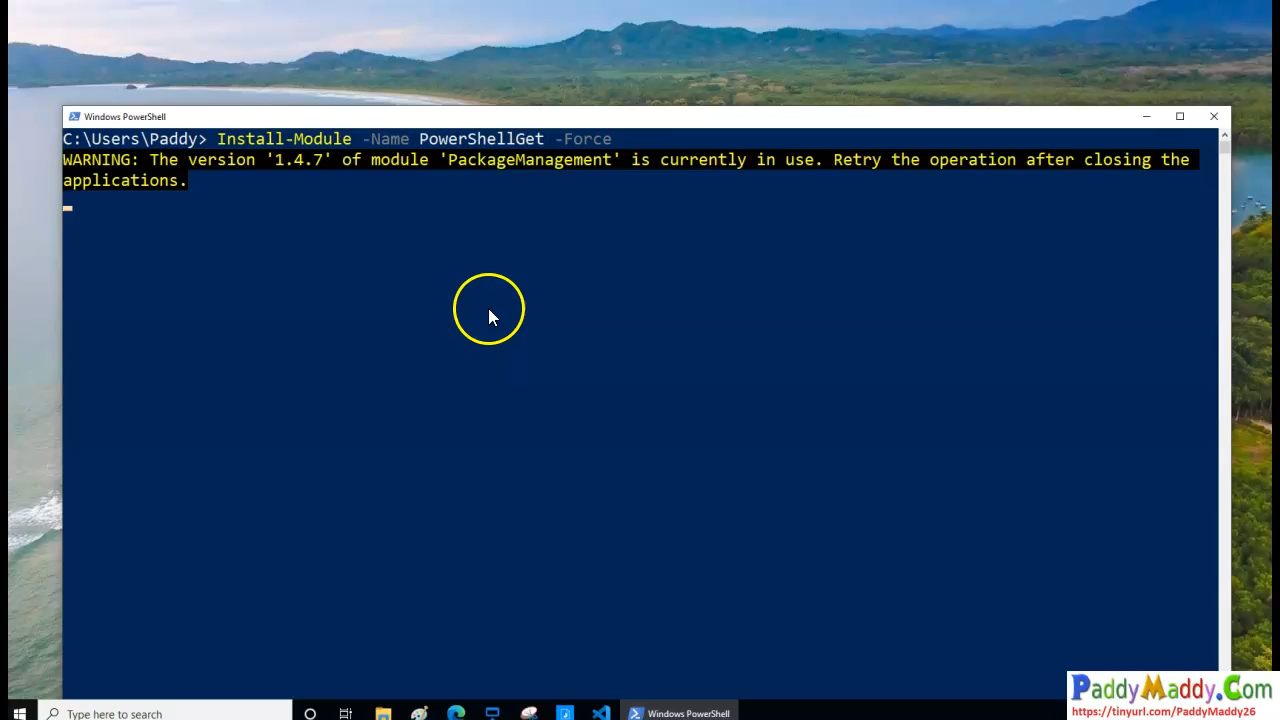 Windows PowerShell
C:\Users\Paddy> Install-Module -Name PowerShellGet -Force
WARNING: The version '1.4.7' of module 'PackageManagement' is currently in use. Retry the operation after closing the
applications.
Type here to search
Windows PowerShell
PaddyMaddy.Com
https://tinyurl.com/PaddyMaddy26